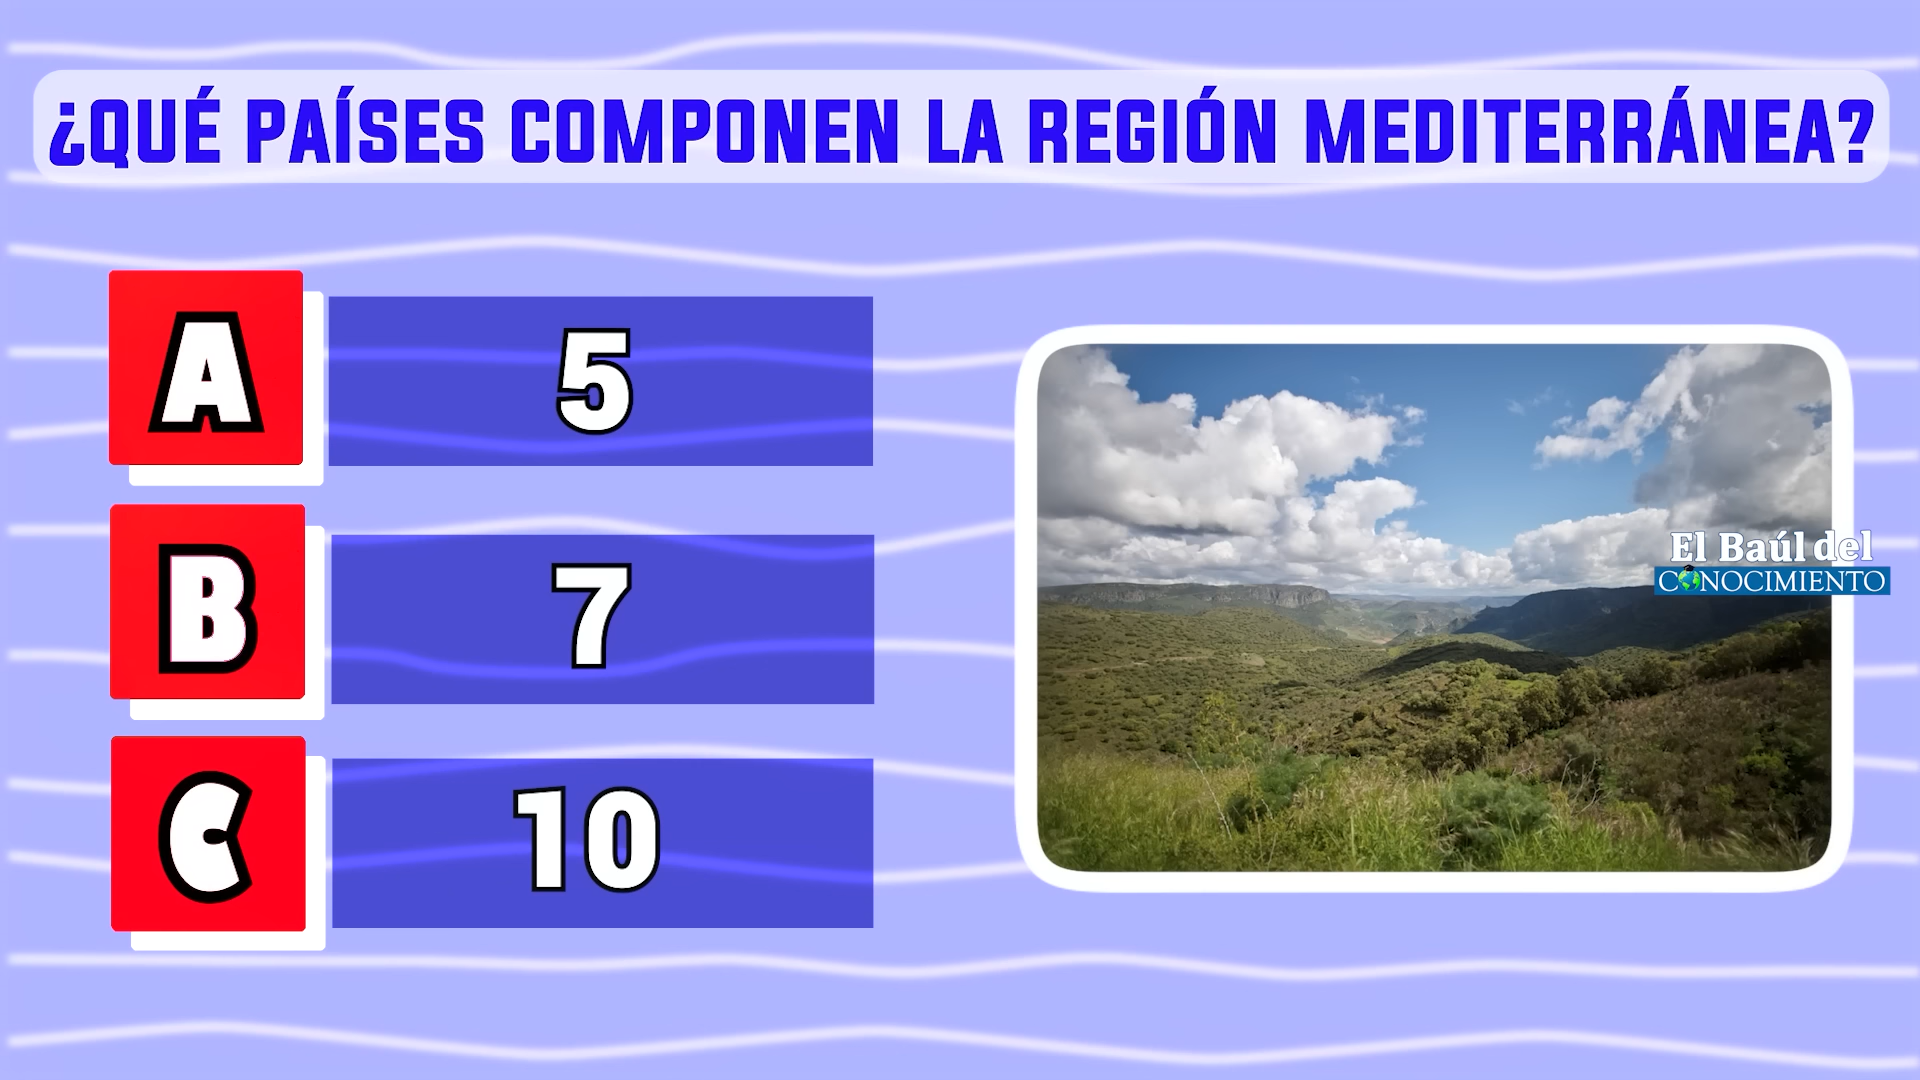 ¿QUÉ PAÍSES COMPONEN LA REGIÓN MEDITERRÁNEA?
A 5
B 7
C 10
El Baúl del
CONOCIMIENTO